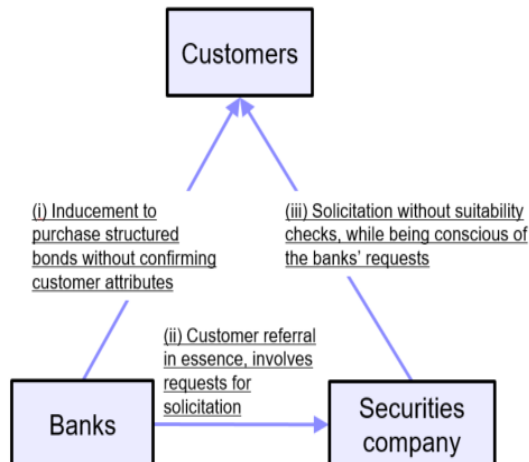 Customers
(i) Inducement to
purchase structured
bonds without confirming
customer attributes
(iii) Solicitation without suitability
checks, while being conscious of
the banks' requests
(ii) Customer referral
in essence, involves
requests for
solicitation
Banks
Securities
company